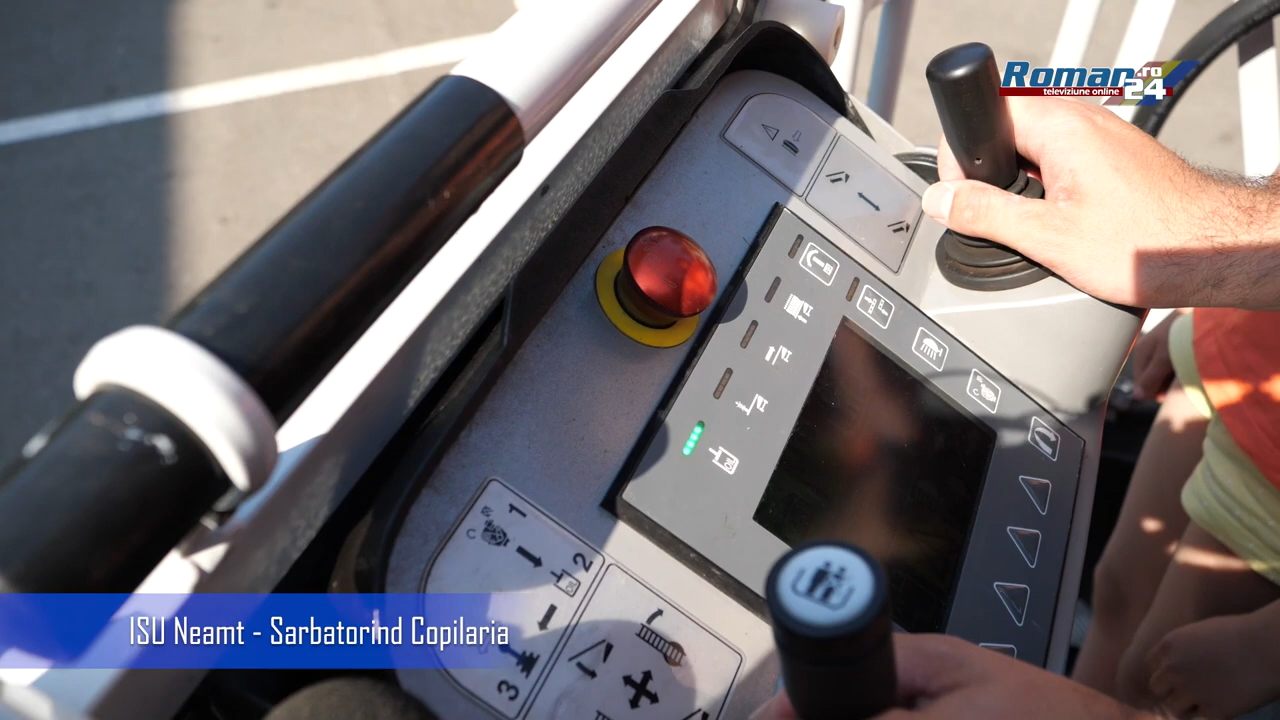 Roman
.ro
24
televiziune online
1
2
3
ISU Neamt - Sarbatorind Copilaria